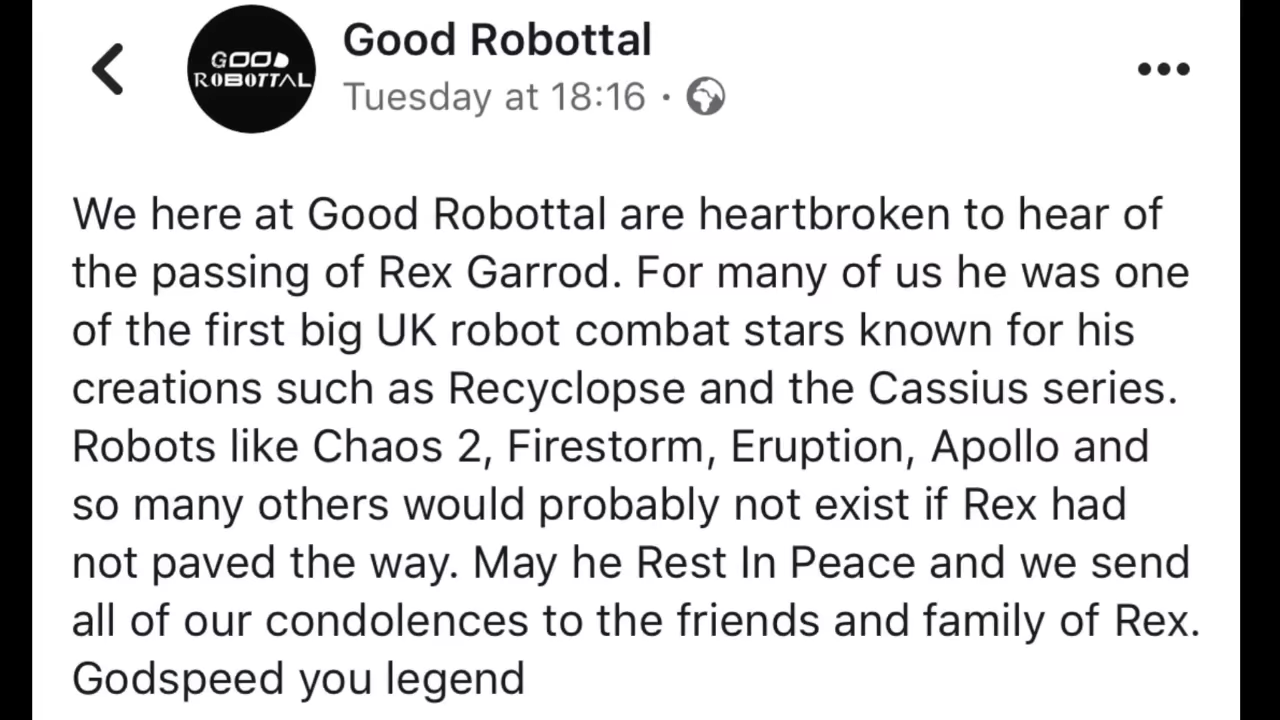 GOOD
ROBOTTAL
Good Robottal
Tuesday at 18:16 ·
We here at Good Robottal are heartbroken to hear of
the passing of Rex Garrod. For many of us he was one
of the first big UK robot combat stars known for his
creations such as Recyclopse and the Cassius series.
Robots like Chaos 2, Firestorm, Eruption, Apollo and
so many others would probably not exist if Rex had
not paved the way. May he Rest In Peace and we send
all of our condolences to the friends and family of Rex.
Godspeed you legend